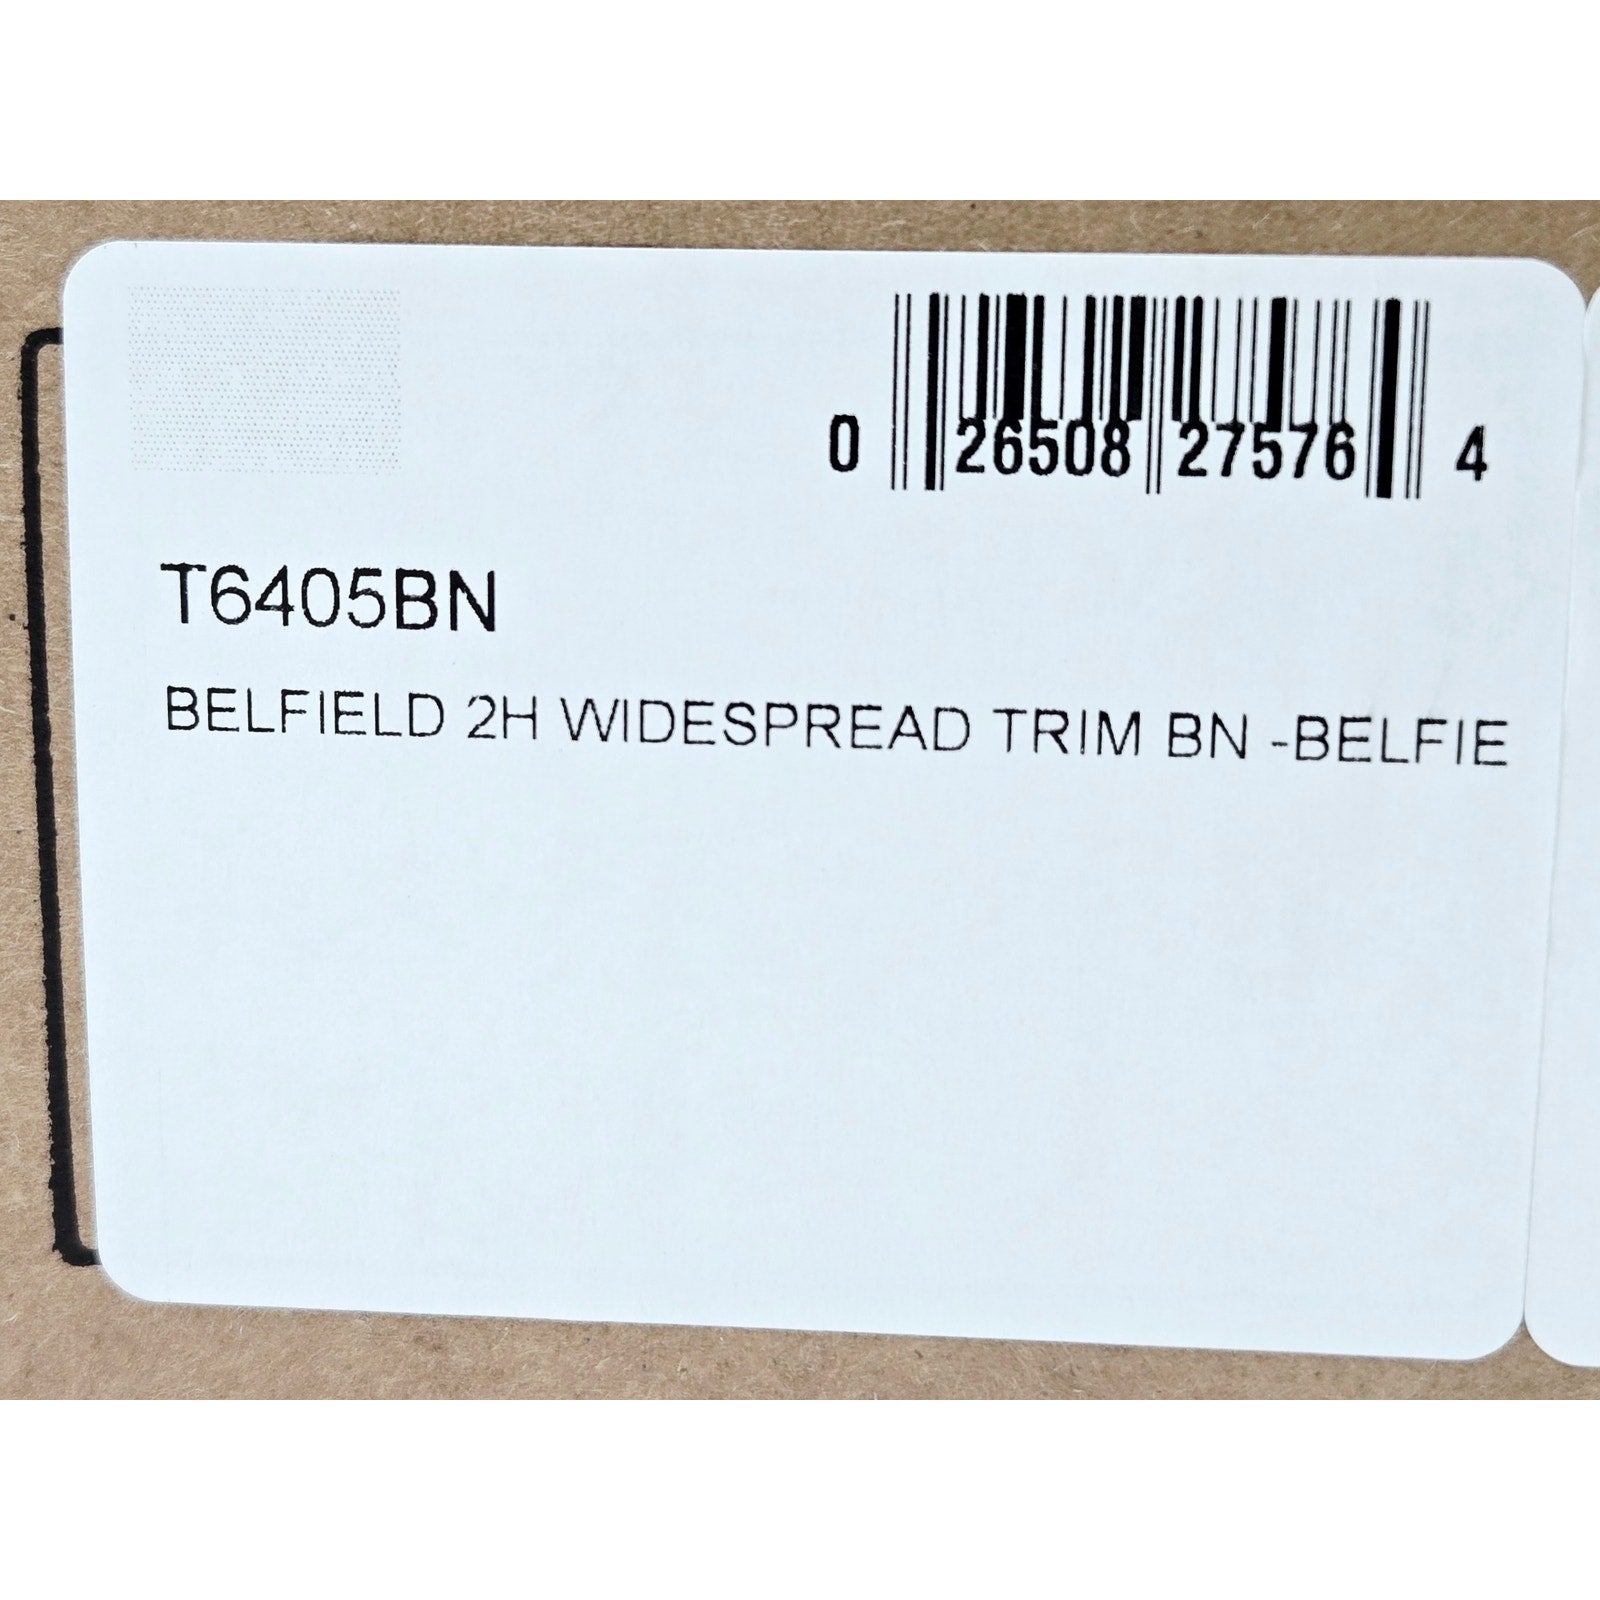 0 26508 27576 4
T6405BN
BELFIELD 2H WIDESPREAD TRIM BN -BELFIE